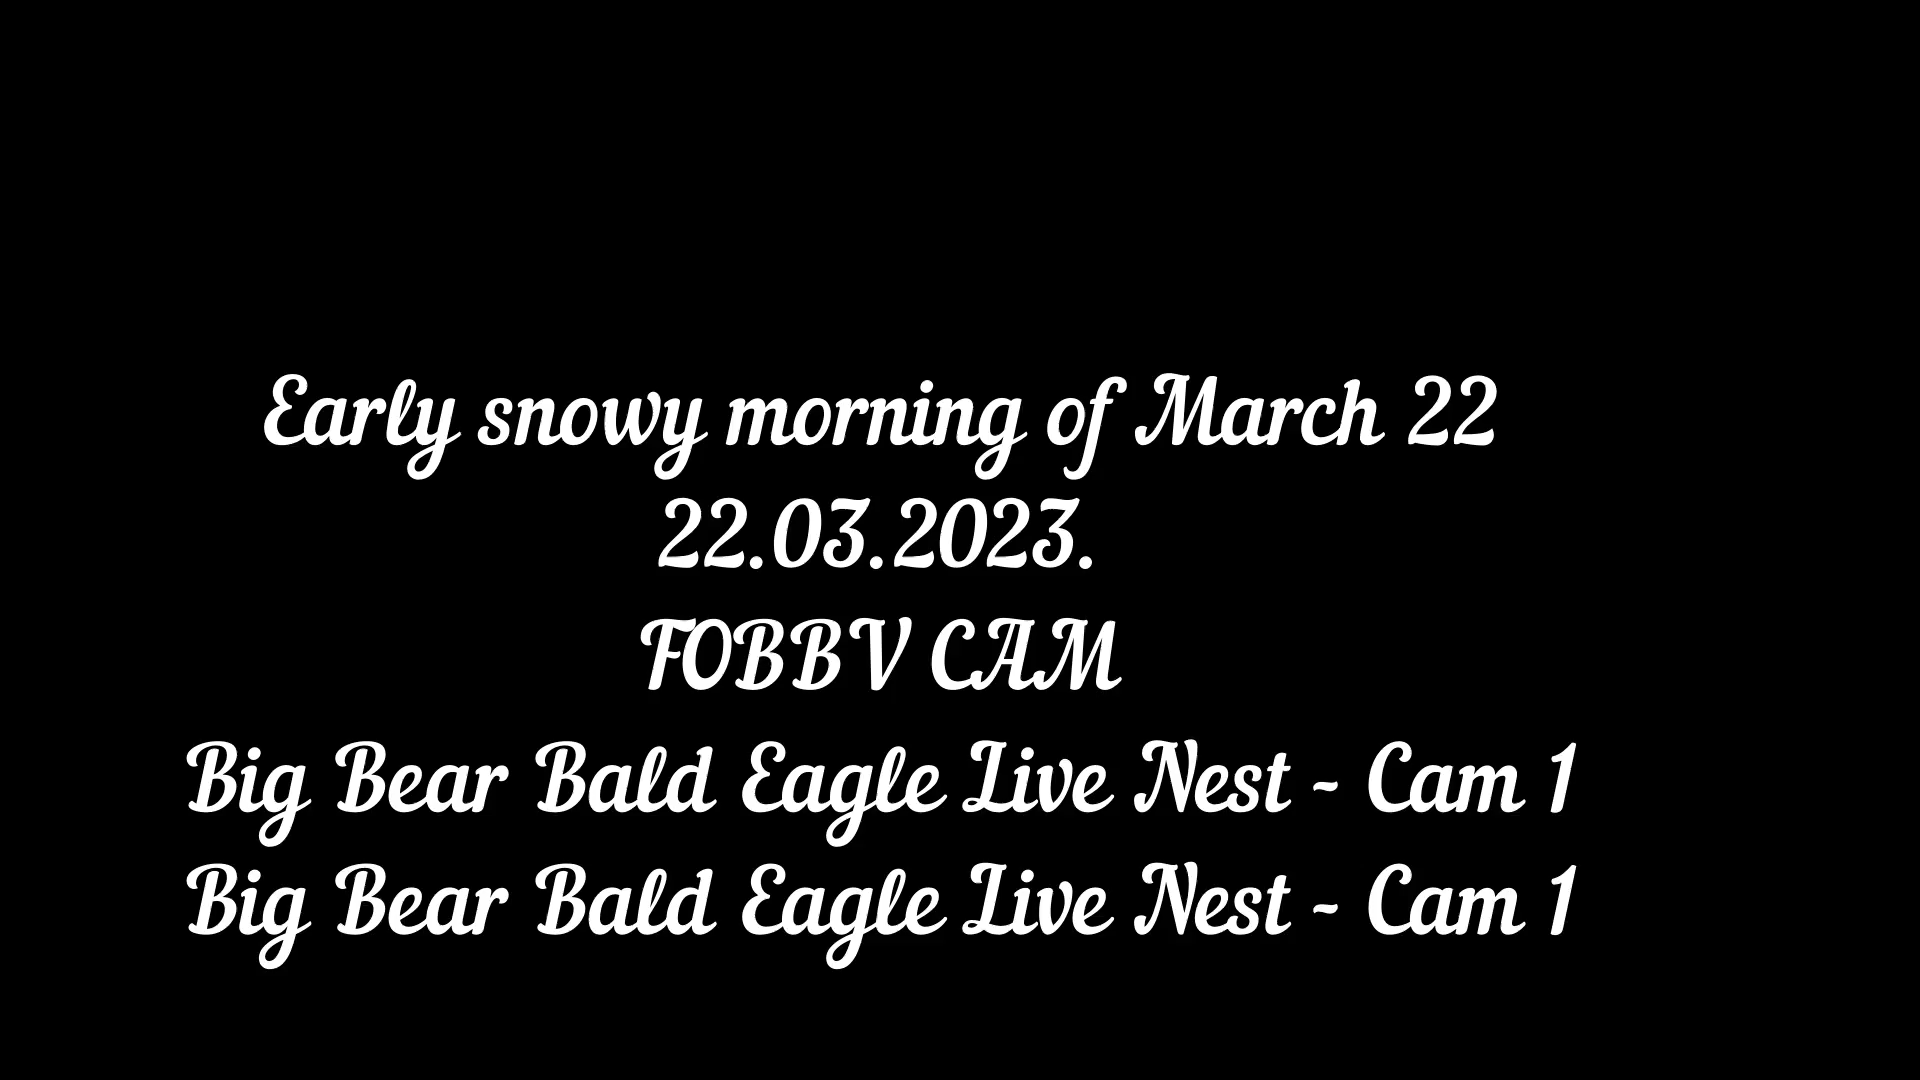 Early snowy morning of March 22
22.03.2023.
FOBBV CAM
Big Bear Bald Eagle Live Nest - Cam 1
Big Bear Bald Eagle Live Nest - Cam 1